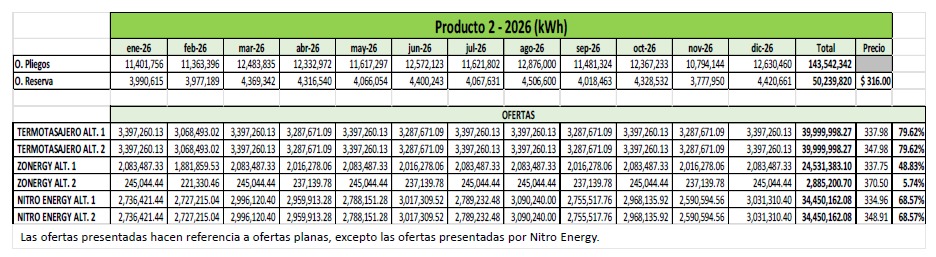 Producto 2 - 2026 (kWh)
ene-26 feb-26 mar-26 abr-26 may-26 jun-26 jul-26 ago-26 sep-26 oct-26 nov-26 dic-26 Total Precio
O. Pliegos 11,401,756 11,363,396 12,483,835 12,332,972 11,617,297 12,572,123 11,621,802 12,876,000 11,481,324 12,367,233 10,794,144 12,630,460 143,542,342
O. Reserva 3,990,615 3,977,189 4,369,342 4,316,540 4,066,054 4,400,243 4,067,631 4,506,600 4,018,463 4,328,532 3,777,950 4,420,661 50,239,820 $ 316.00
OFERTAS
TERMOTASAJERO ALT. 1 3,397,260.13 3,068,493.02 3,397,260.13 3,287,671.09 3,397,260.13 3,287,671.09 3,397,260.13 3,397,260.13 3,287,671.09 3,397,260.13 3,287,671.09 3,397,260.13 39,999,998.27 337.98 79.62%
TERMOTASAJERO ALT. 2 3,397,260.13 3,068,493.02 3,397,260.13 3,287,671.09 3,397,260.13 3,287,671.09 3,397,260.13 3,397,260.13 3,287,671.09 3,397,260.13 3,287,671.09 3,397,260.13 39,999,998.27 347.98 79.62%
ZONERGY ALT. 1 2,083,487.33 1,881,859.53 2,083,487.33 2,016,278.06 2,083,487.33 2,016,278.06 2,083,487.33 2,083,487.33 2,016,278.06 2,083,487.33 2,016,278.06 2,083,487.33 24,531,383.10 337.75 48.83%
ZONERGY ALT. 2 245,044.44 221,330.46 245,044.44 237,139.78 245,044.44 237,139.78 245,044.44 245,044.44 237,139.78 245,044.44 237,139.78 245,044.44 2,885,200.70 370.50 5.74%
NITRO ENERGY ALT. 1 2,736,421.44 2,727,215.04 2,996,120.40 2,959,913.28 2,788,151.28 3,017,309.52 2,789,232.48 3,090,240.00 2,755,517.76 2,968,135.92 2,590,594.56 3,031,310.40 34,450,162.08 334.96 68.57%
NITRO ENERGY ALT. 2 2,736,421.44 2,727,215.04 2,996,120.40 2,959,913.28 2,788,151.28 3,017,309.52 2,789,232.48 3,090,240.00 2,755,517.76 2,968,135.92 2,590,594.56 3,031,310.40 34,450,162.08 348.91 68.57%
Las ofertas presentadas hacen referencia a ofertas planas, excepto las ofertas presentadas por Nitro Energy.